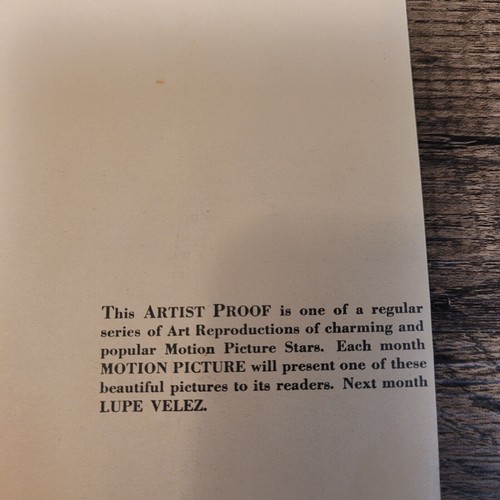 This ARTIST PROOF is one of a regular
series of Art Reproductions of charming and
popular Motion Picture Stars. Each month
MOTION PICTURE will present one of these
beautiful pictures to its readers. Next month
LUPE VELEZ.